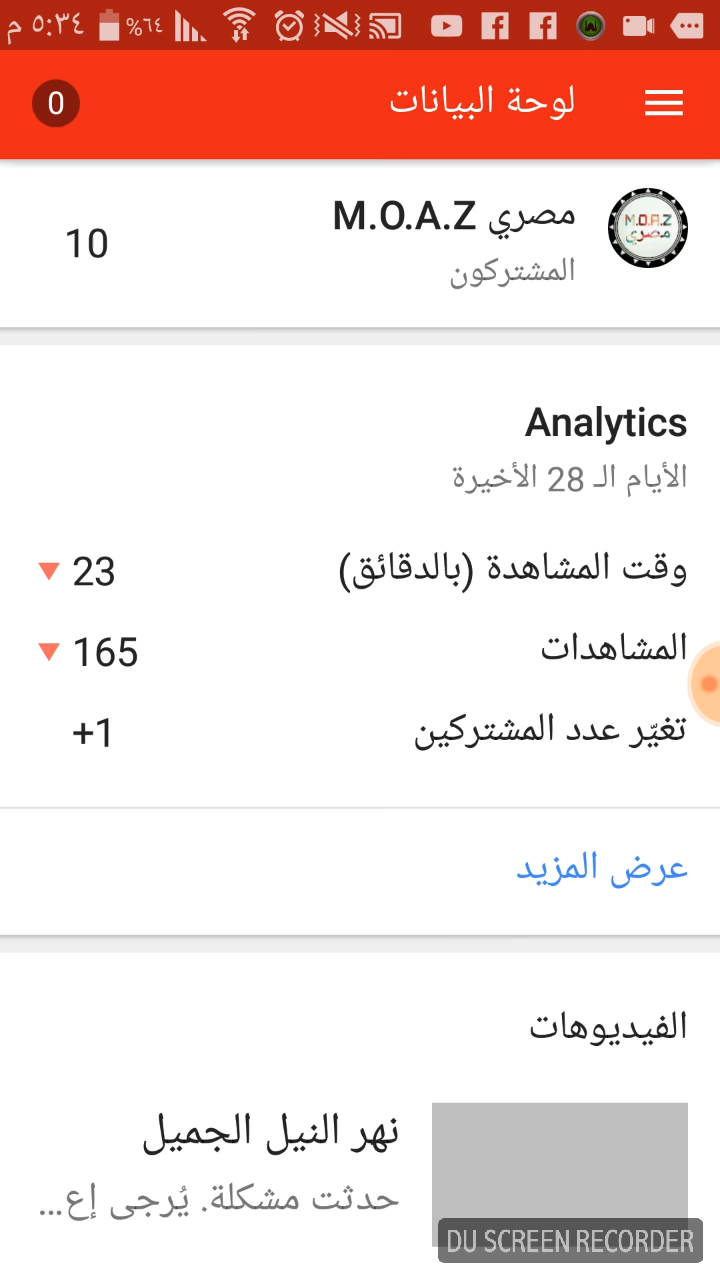 ٥:٣٤ م
%٦٤
لوحة البيانات
0
مصري M.O.A.Z
M.O.A.Z
مصري
المشتركون
10
Analytics
الأيام الـ 28 الأخيرة
وقت المشاهدة (بالدقائق)
23
المشاهدات
165
تغيّر عدد المشتركين
+1
عرض المزيد
الفيديوهات
نهر النيل الجميل
حدثت مشكلة. يُرجى إع...
DU SCREEN RECORDER